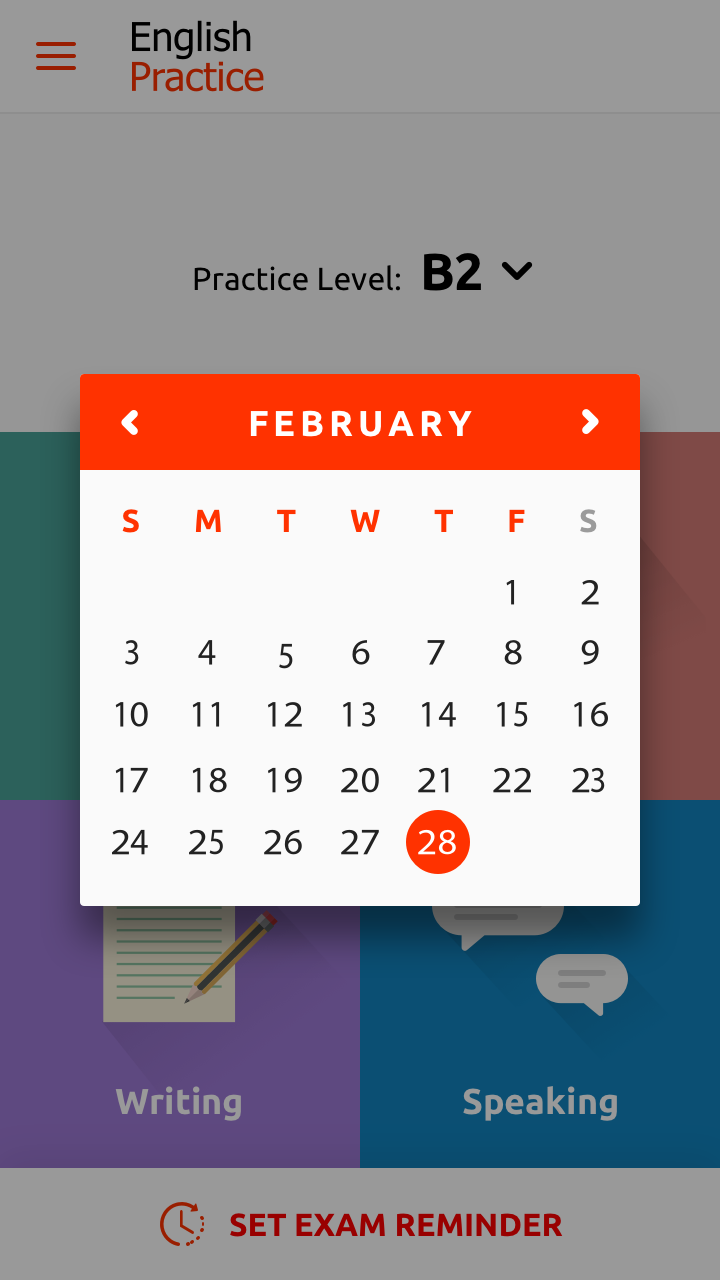 English
Practice
Practice Level: B2
FEBRUARY
S M T W T F S
1 2
3 4 5 6 7 8 9
10 11 12 13 14 15 16
17 18 19 20 21 22 23
24 25 26 27 28
Writing Speaking
SET EXAM REMINDER